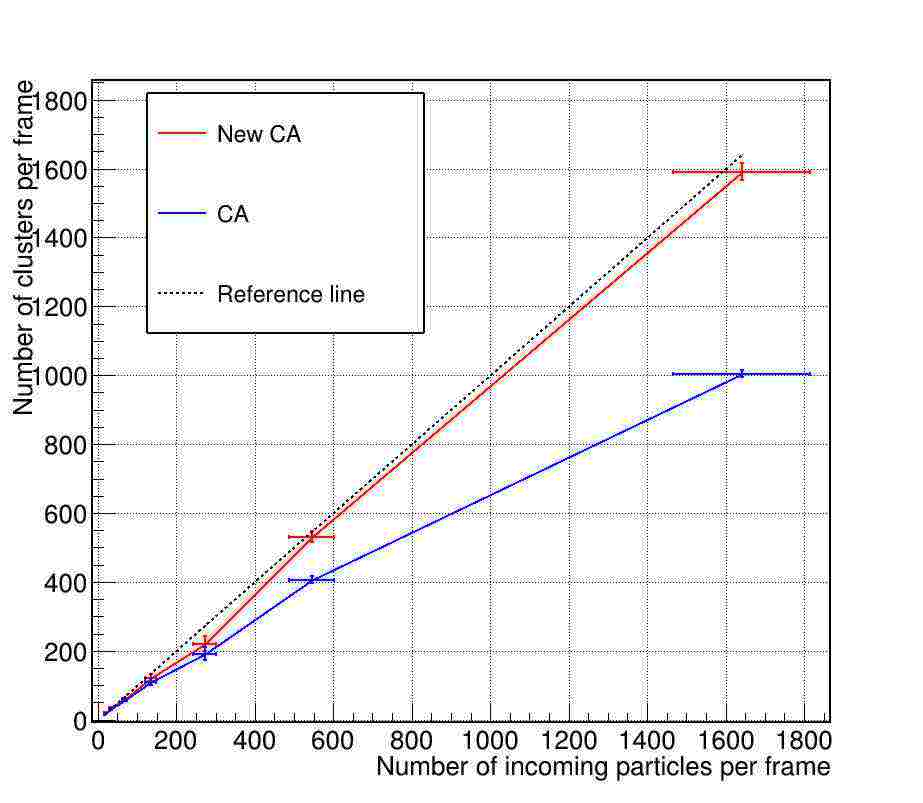 Number of clusters per frame
1800
1600
1400
1200
1000
800
600
400
200
0
New CA
CA
Reference line
0 200 400 600 800 1000 1200 1400 1600 1800
Number of incoming particles per frame